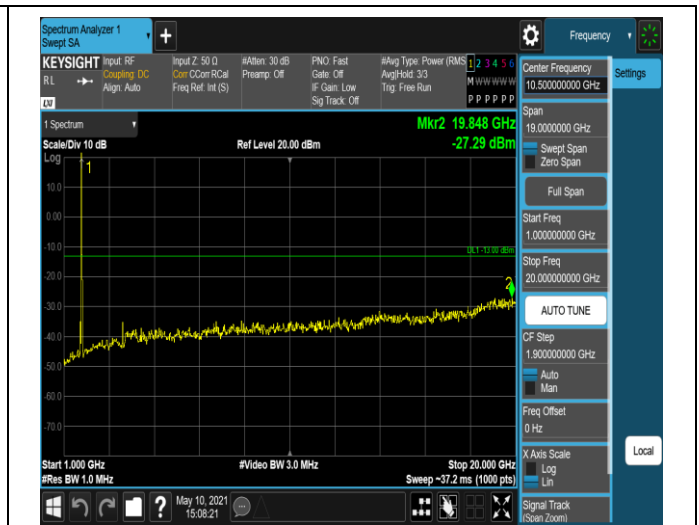 Spectrum Analyzer 1
Swept SA
+
Frequency
KEYSIGHT
RL
LXI
Input: RF
Coupling: DC
Align: Auto
Input Z: 50 Ω
Corr CCorr RCal
Freq Ref: Int (S)
#Atten: 30 dB
Preamp: Off
PNO: Fast
Gate: Off
IF Gain: Low
Sig Track: Off
#Avg Type: Power (RMS
Avg|Hold: 3/3
Trig: Free Run
1 2 3 4 5 6
M W W W W W
P P P P P P
Settings
1 Spectrum
Scale/Div 10 dB
Log
Ref Level 20.00 dBm
Mkr2 19.848 GHz
-27.29 dBm
1
10.0
0.00
-10.0
DL1 -13.00 dBm
-20.0
2
-30.0
-40.0
-50.0
-60.0
-70.0
Start 1.000 GHz
#Res BW 1.0 MHz
#Video BW 3.0 MHz
Stop 20.000 GHz
Sweep ~37.2 ms (1000 pts)
Center Frequency
10.500000000 GHz
Span
19.0000000 GHz
Swept Span
Zero Span
Full Span
Start Freq
1.000000000 GHz
Stop Freq
20.000000000 GHz
AUTO TUNE
CF Step
1.900000000 GHz
Auto
Man
Freq Offset
0 Hz
X Axis Scale
Log
Lin
Signal Track
(Span Zoom)
Local
?
May 10, 2021
15:08:21